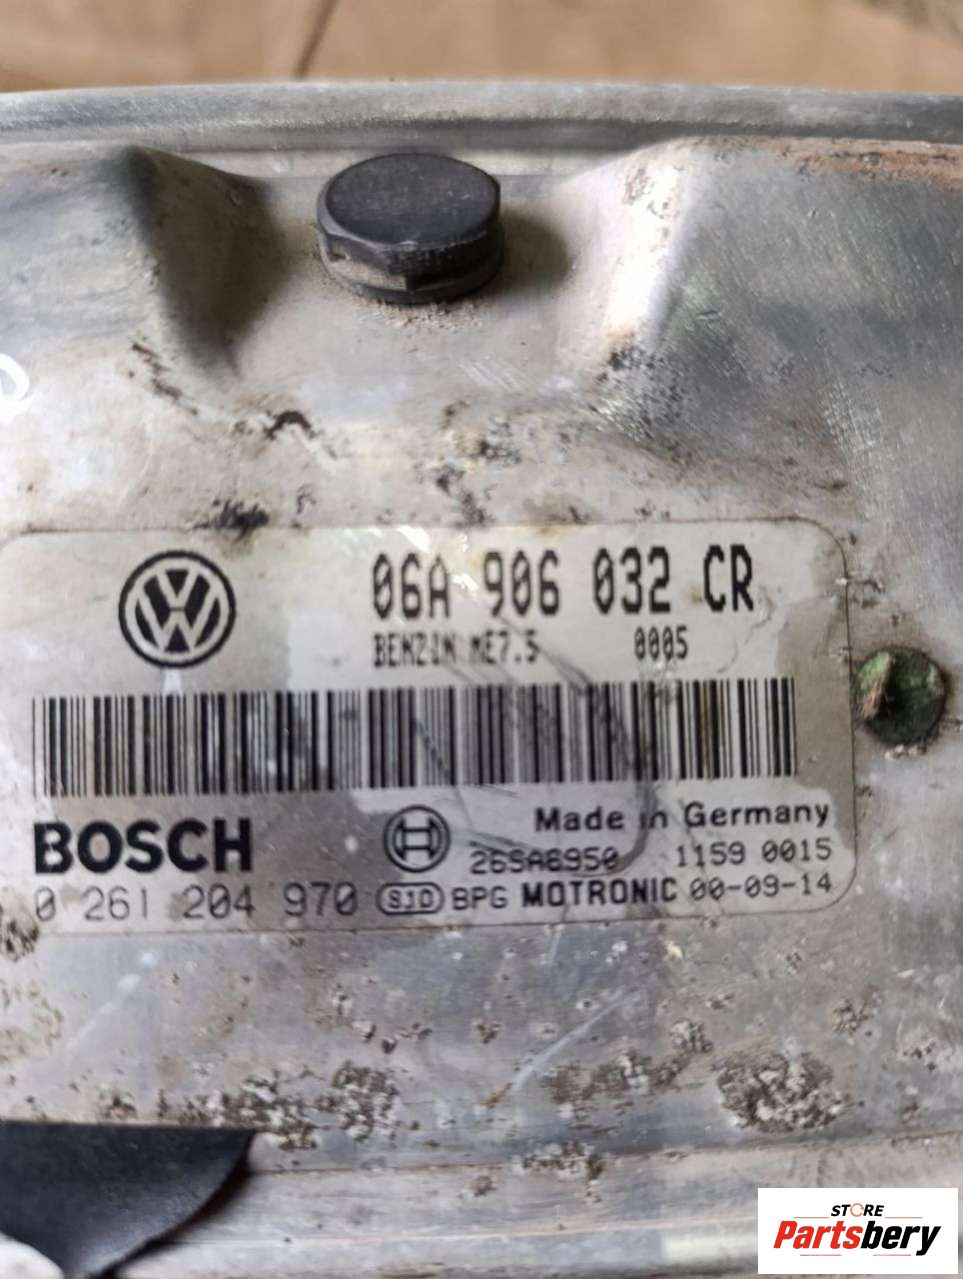 06A 906 032 CR
BENZIN ME7.5 0005
BOSCH
Made in Germany
26SA8950 1159 0015
0 261 204 970 SJD BPG MOTRONIC 00-09-14
STORE
Partsbery